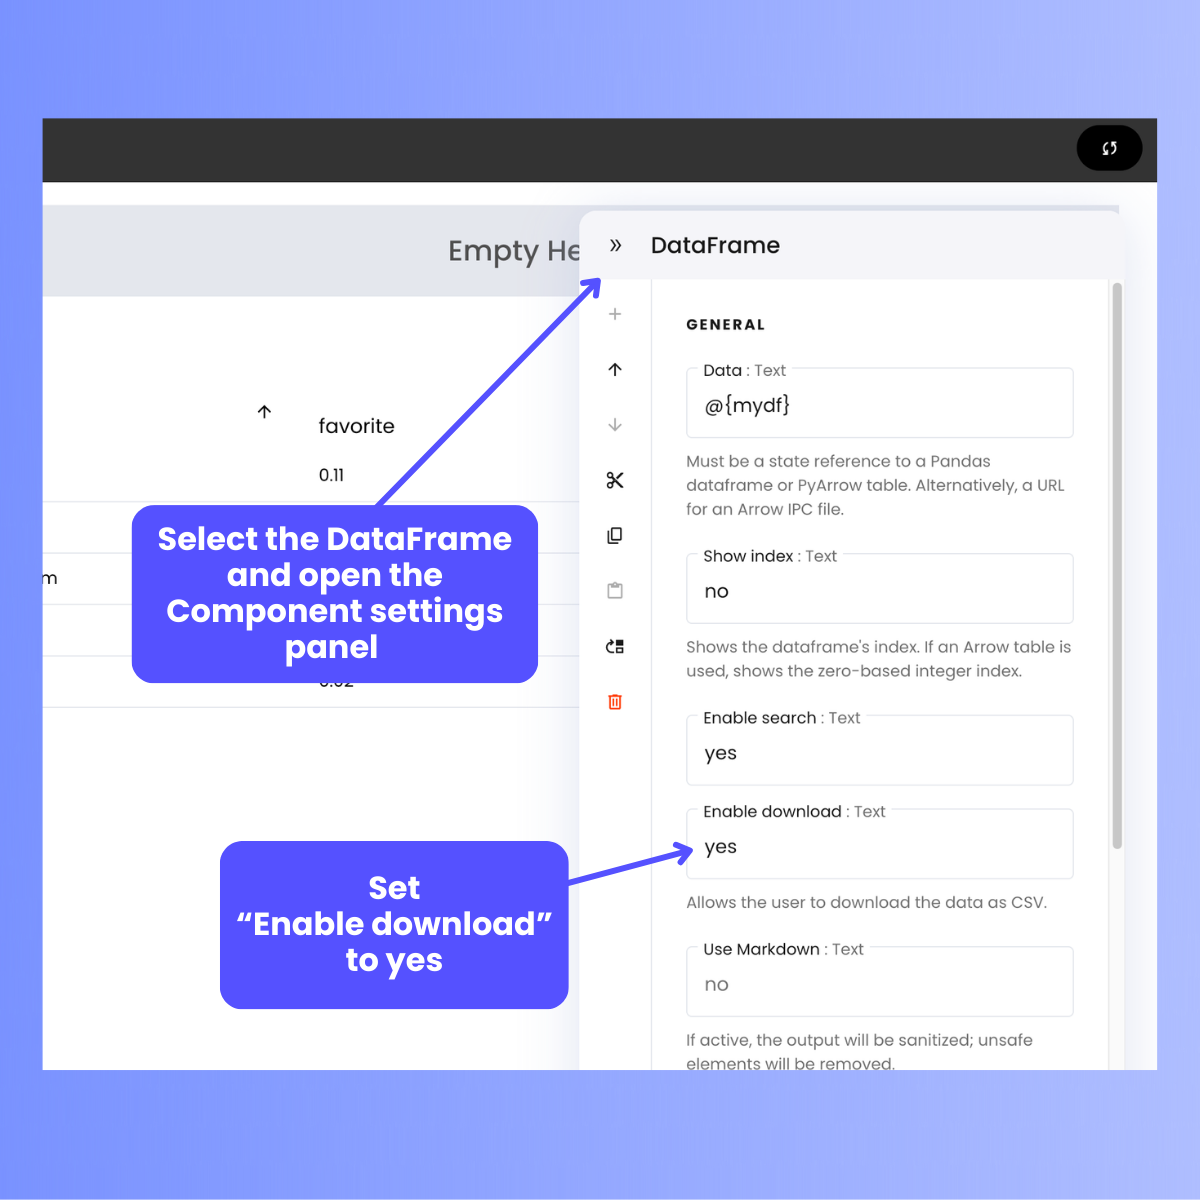 Empty He
DataFrame
GENERAL
Data : Text
@{mydf}
Must be a state reference to a Pandas
dataframe or PyArrow table. Alternatively, a URL
for an Arrow IPC file.
Show index : Text
no
Shows the dataframe's index. If an Arrow table is
used, shows the zero-based integer index.
Enable search : Text
yes
Enable download : Text
yes
Allows the user to download the data as CSV.
Use Markdown : Text
no
If active, the output will be sanitized; unsafe
elements will be removed.
favorite
0.11
m
Select the DataFrame
and open the
Component settings
panel
Set
“Enable download”
to yes